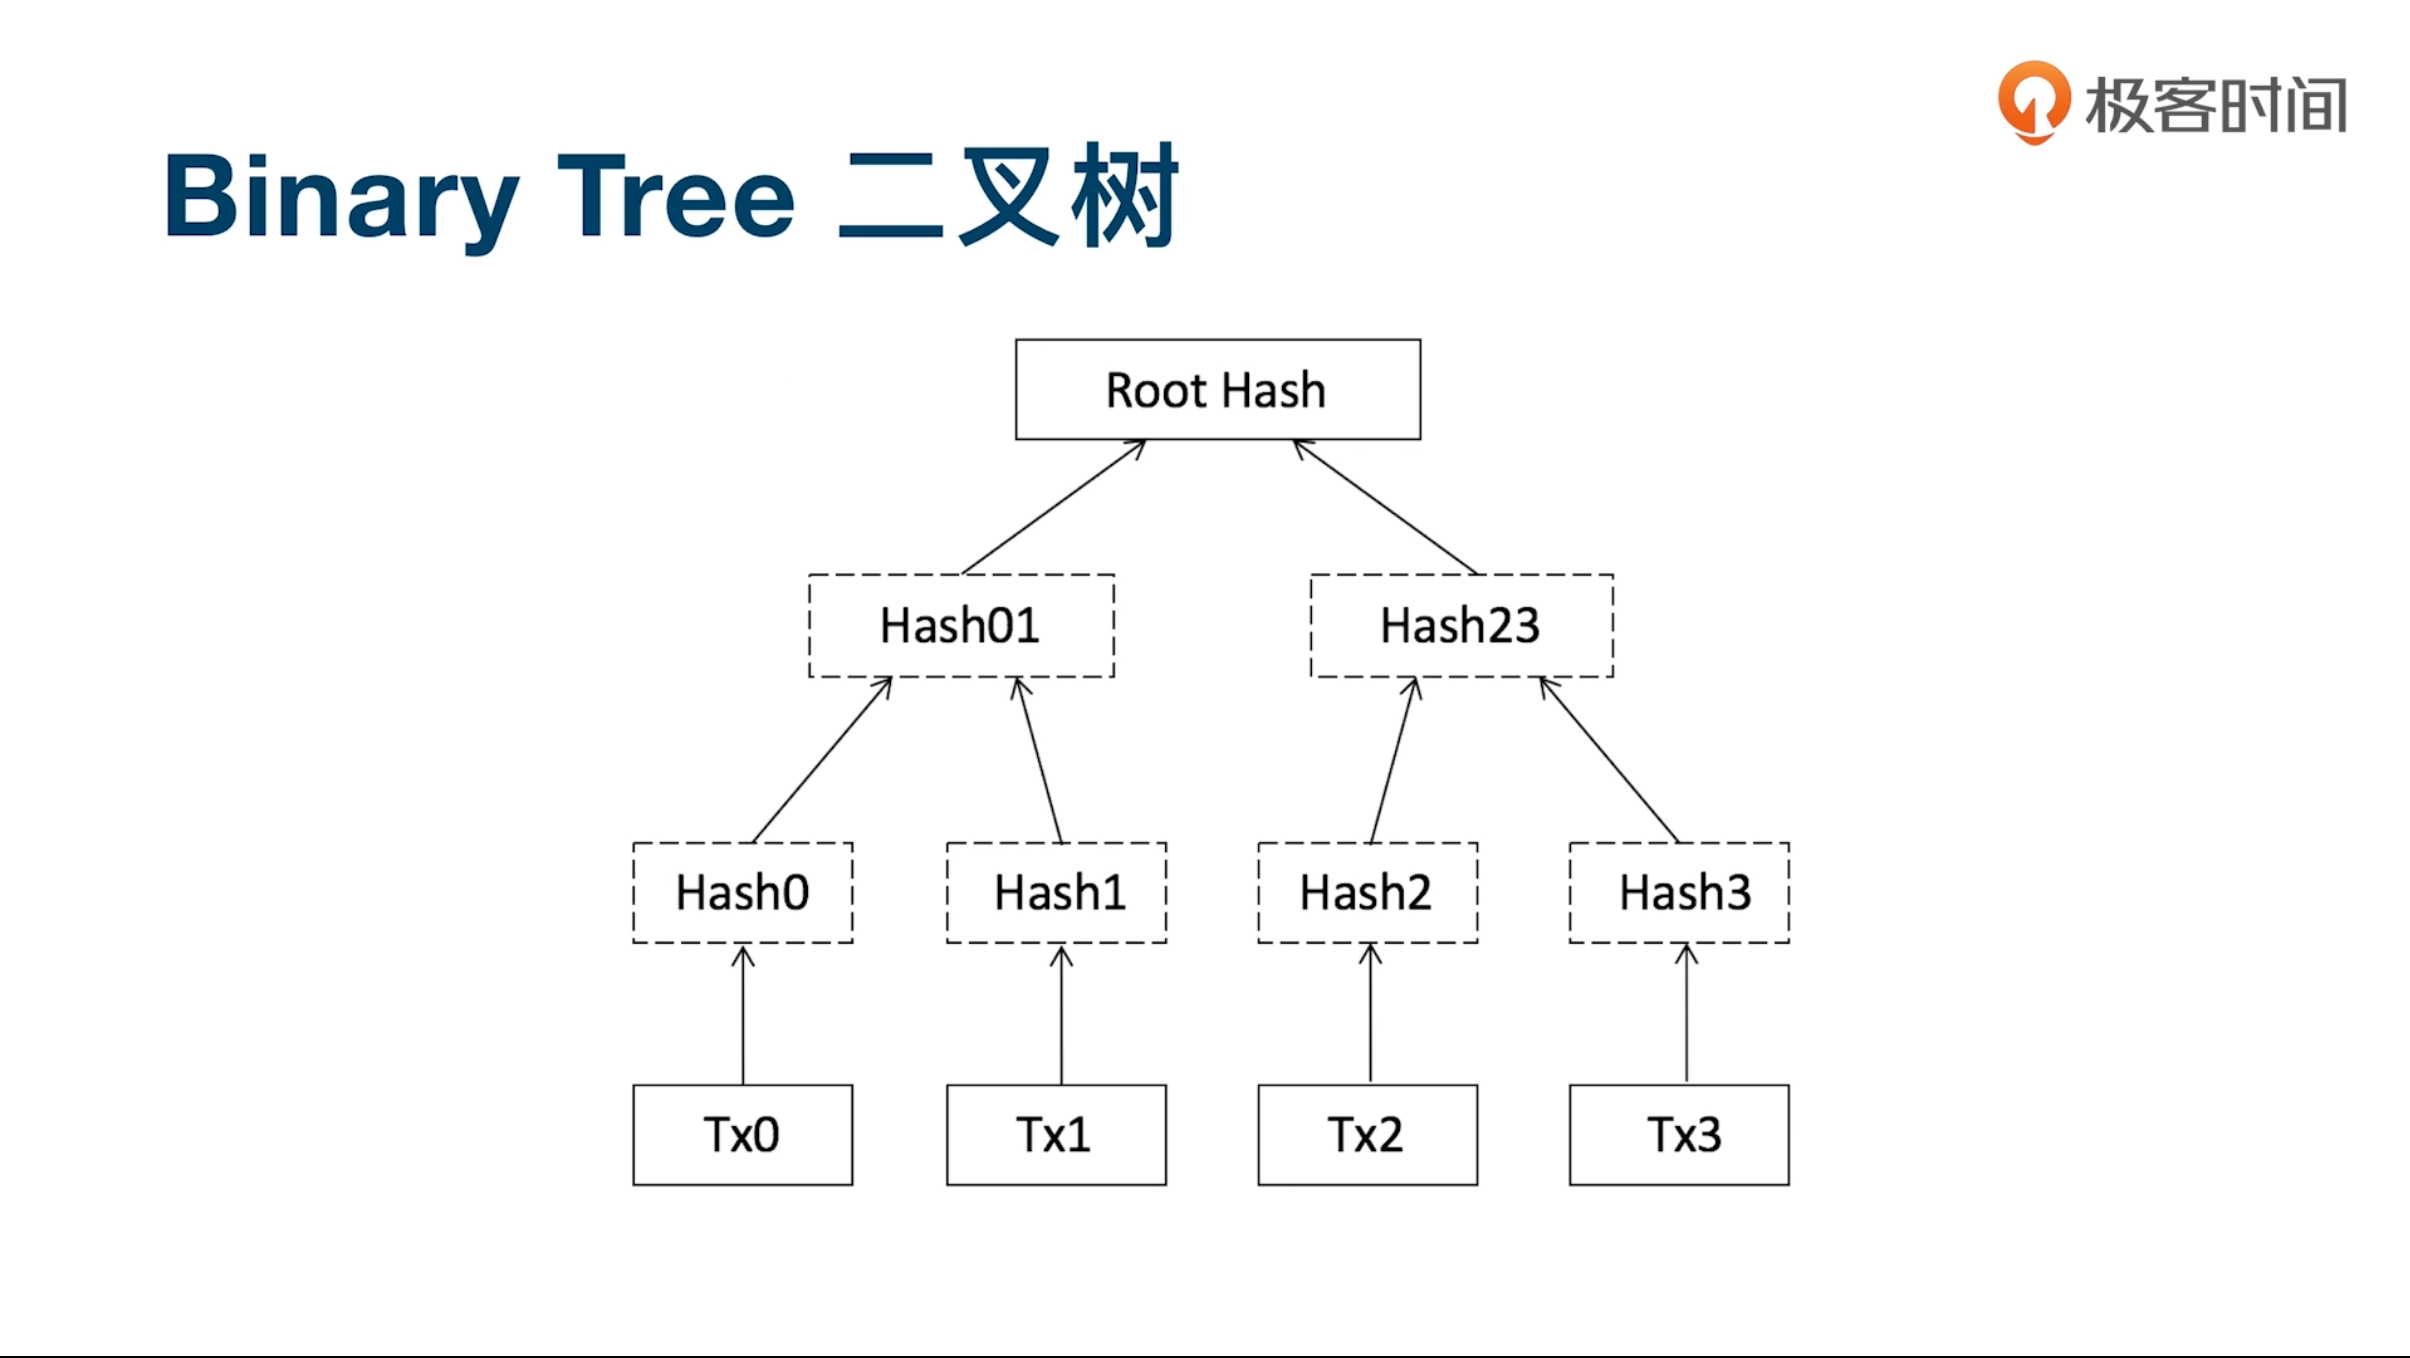 极客时间
Binary Tree 二叉树
Root Hash
Hash01
Hash23
Hash0
Hash1
Hash2
Hash3
Tx0
Tx1
Tx2
Tx3